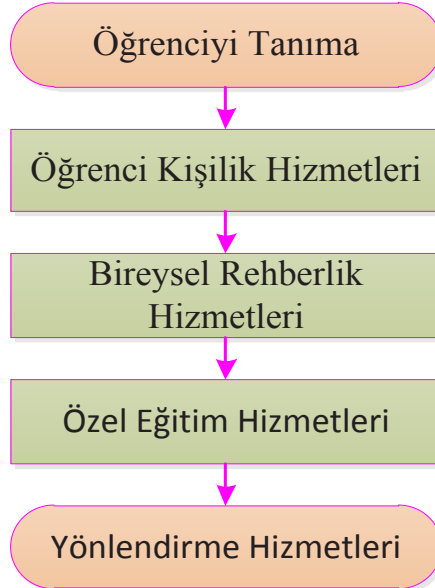 Öğrenciyi Tanıma
Öğrenci Kişilik Hizmetleri
Bireysel Rehberlik
Hizmetleri
Özel Eğitim Hizmetleri
Yönlendirme Hizmetleri